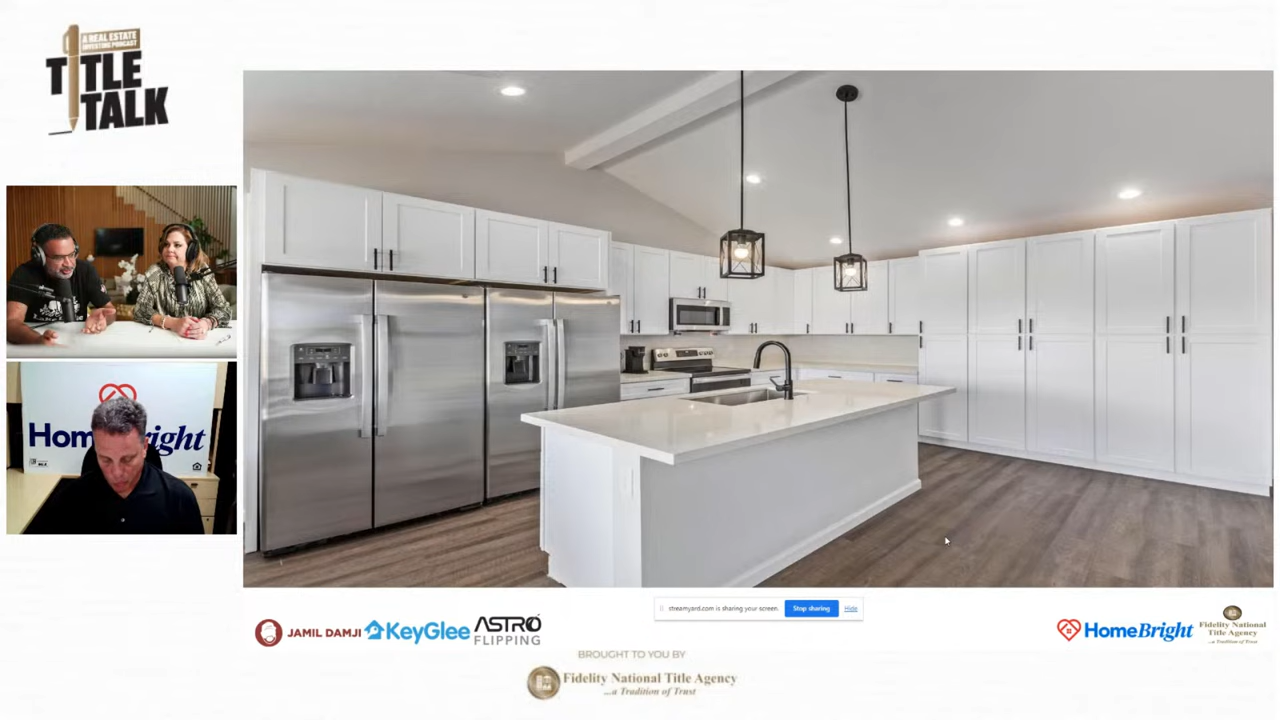 A REAL ESTATE
INVESTING PODCAST
TITLE
TALK
HomeBright
streamyard.com is sharing your screen.
Stop sharing
Hide
JAMIL DAMJI
KeyGlee
ASTRO
FLIPPING
HomeBright
Fidelity National
Title Agency
...a Tradition of Trust
BROUGHT TO YOU BY
Fidelity National Title Agency
...a Tradition of Trust